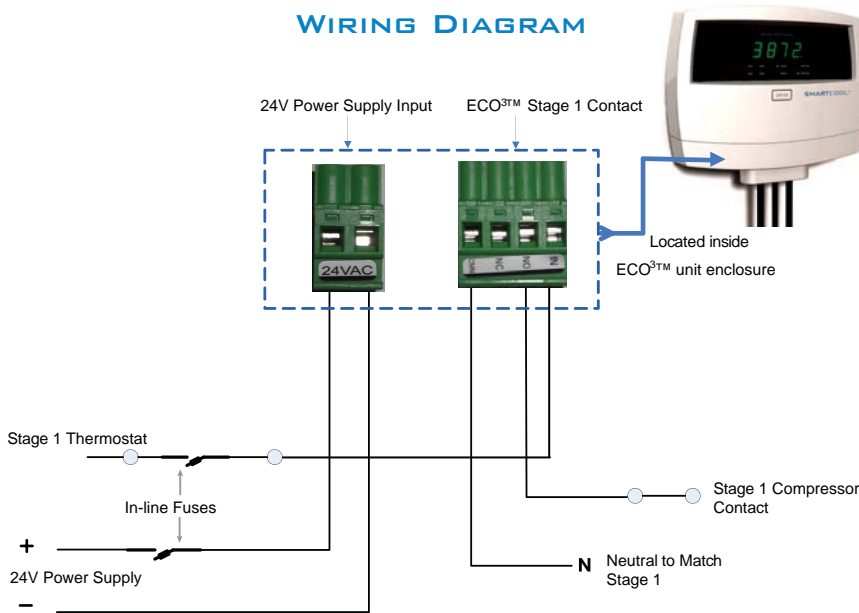 WIRING DIAGRAM
3872
SMARTCOOL
24V Power Supply Input
ECO³™ Stage 1 Contact
24VAC
NC
NO
IN
Located inside
ECO³™ unit enclosure
Stage 1 Thermostat
In-line Fuses
+
24V Power Supply
–
Stage 1 Compressor
Contact
N
Neutral to Match
Stage 1